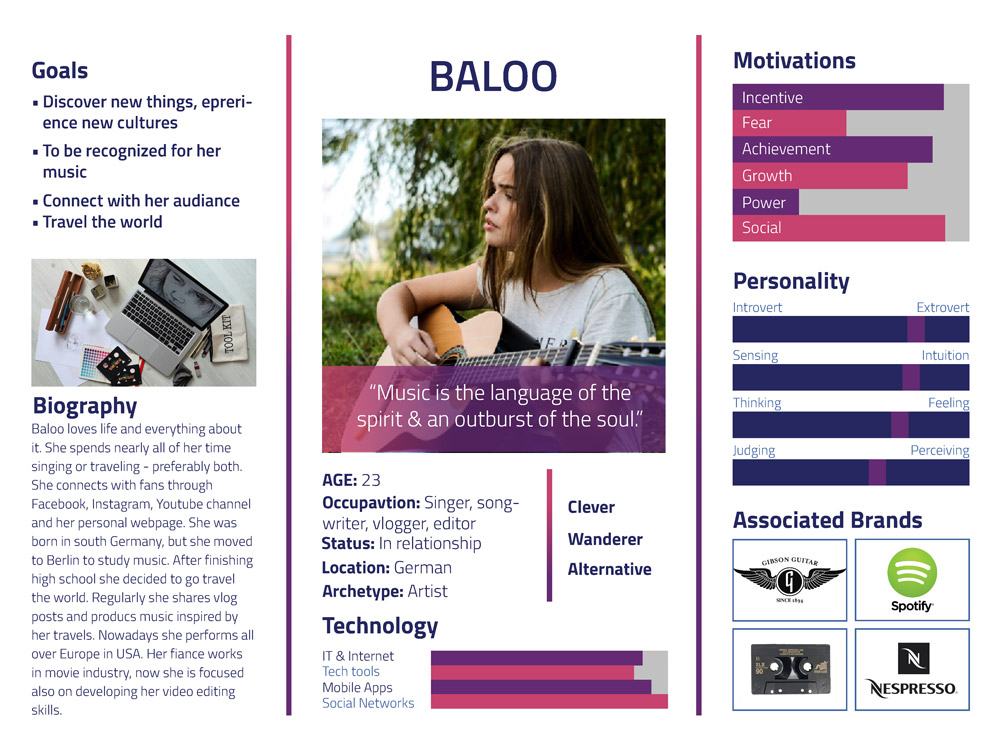 Goals
▪ Discover new things, epreri-
ence new cultures
▪ To be recognized for her
music
▪ Connect with her audience
▪ Travel the world
TOOL KIT
Biography
Baloo loves life and everything about
it. She spends nearly all of her time
singing or traveling - preferably both.
She connects with fans through
Facebook, Instagram, Youtube channel
and her personal webpage. She was
born in south Germany, but she moved
to Berlin to study music. After finishing
high school she decided to go travel
the world. Regularly she shares vlog
posts and producs music inspired by
her travels. Nowadays she performs all
over Europe in USA. Her fiance works
in movie industry, now she is focused
also on developing her video editing
skills.
BALOO
“Music is the language of the
spirit & an outburst of the soul.”
AGE: 23
Occupavtion: Singer, song-
writer, vlogger, editor
Status: In relationship
Location: German
Archetype: Artist
Clever
Wanderer
Alternative
Technology
IT & Internet
Tech tools
Mobile Apps
Social Networks
Motivations
Incentive
Fear
Achievement
Growth
Power
Social
Personality
Introvert Extrovert
Sensing Intuition
Thinking Feeling
Judging Perceiving
Associated Brands
GIBSON GUITAR
G
SINCE 1894
Spotify
90
N
NESPRESSO.